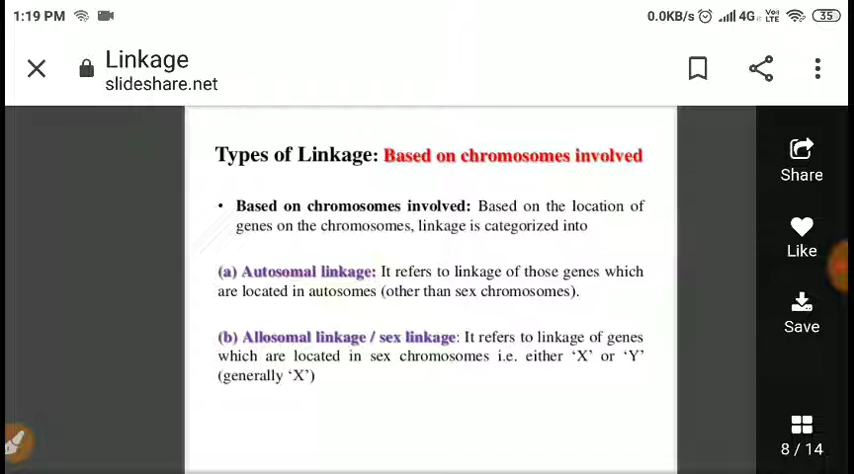 1:19 PM
0.0KB/s 4G Vo) LTE 35
Linkage
slideshare.net
Types of Linkage: Based on chromosomes involved
• Based on chromosomes involved: Based on the location of
genes on the chromosomes, linkage is categorized into
(a) Autosomal linkage: It refers to linkage of those genes which
are located in autosomes (other than sex chromosomes).
(b) Allosomal linkage / sex linkage: It refers to linkage of genes
which are located in sex chromosomes i.e. either ‘X’ or ‘Y’
(generally ‘X’)
Share
Like
Save
8 / 14